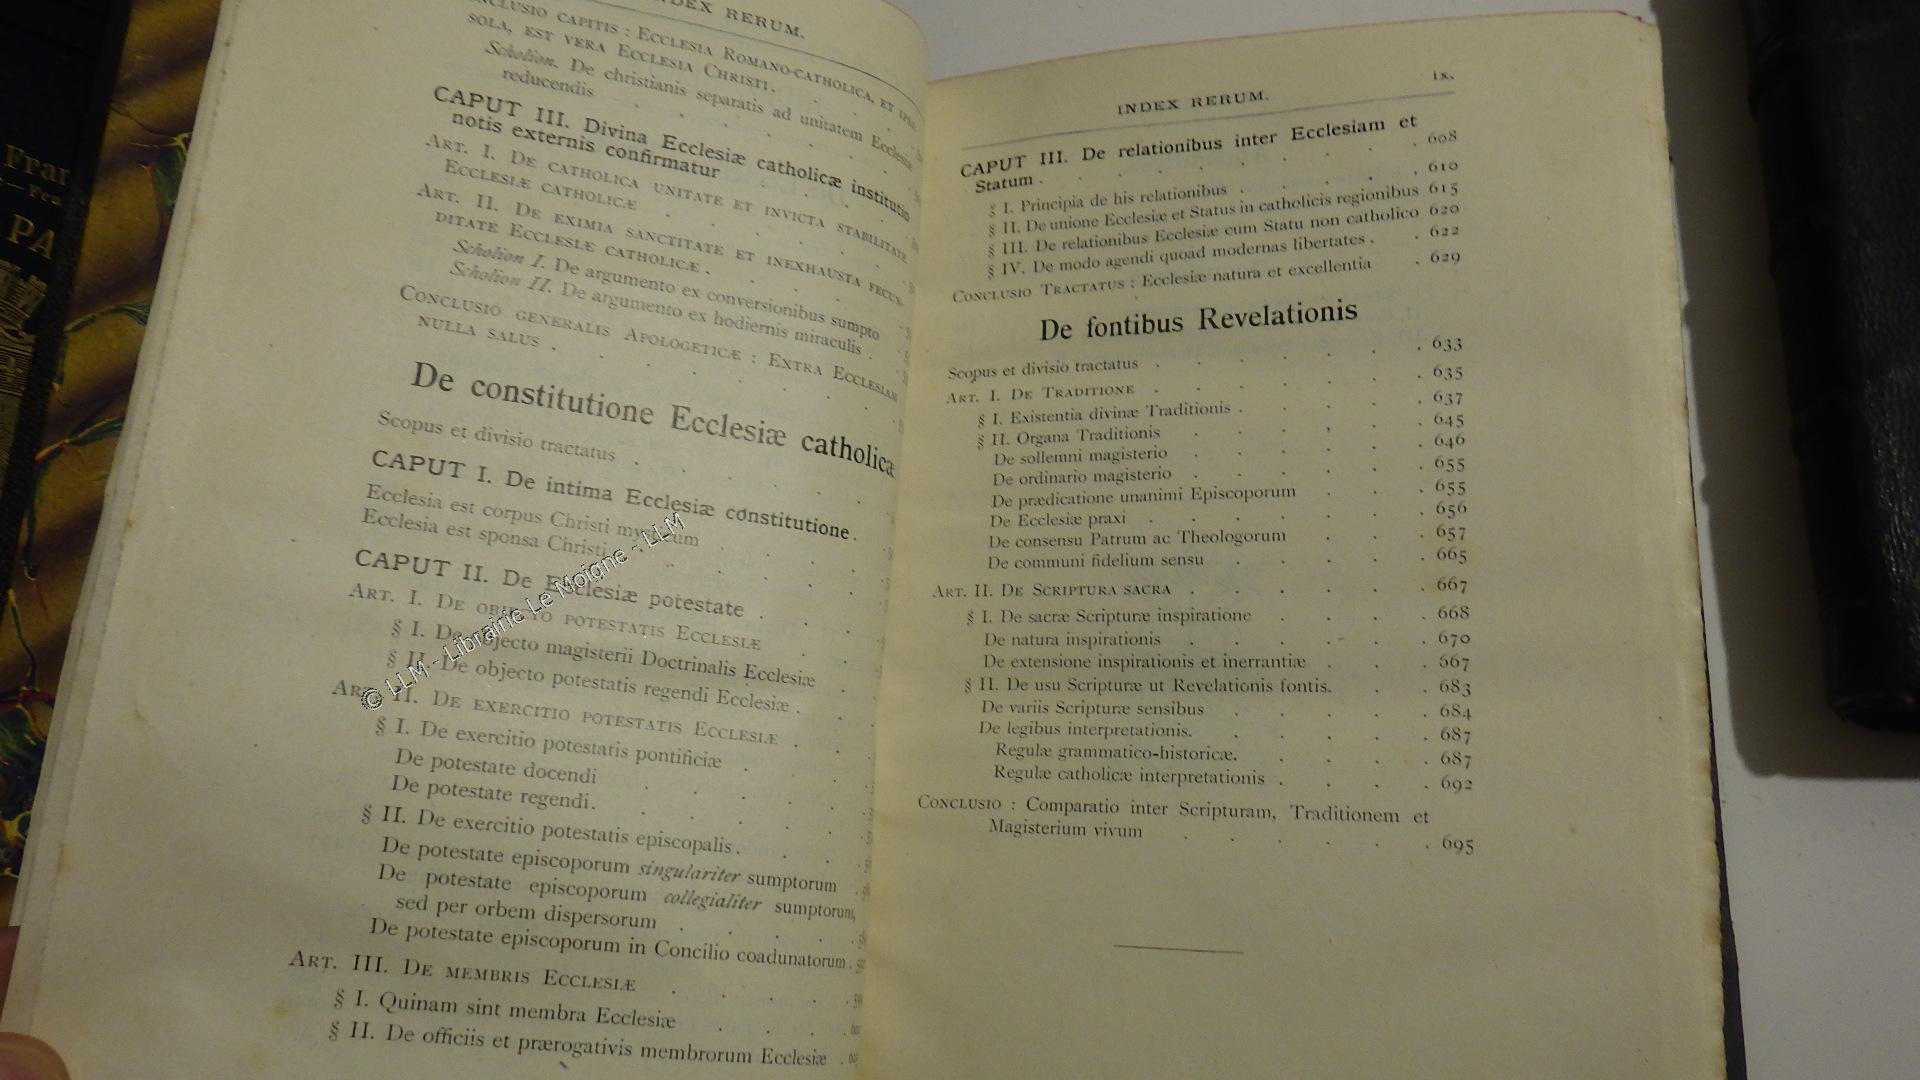 INDEX RERUM.
CONCLUSIO CAPITIS : ECCLESIA ROMANO-CATHOLICA, ET IPSA
SOLA, EST VERA ECCLESIA CHRISTI.
Scholion. De christianis separatis ad unitatem Ecclesiæ
reducendis
CAPUT III. Divina Ecclesiæ catholicæ institutio
notis externis confirmatur
ART. I. DE CATHOLICA UNITATE ET INVICTA STABILITATE
ECCLESIÆ CATHOLICÆ
ART. II. DE EXIMIA SANCTITATE ET INEXHAUSTA FECUN-
DITATE ECCLESIÆ CATHOLICÆ.
Scholion I. De argumento ex conversionibus sumpto
Scholion II. De argumento ex hodiernis miraculis.
CONCLUSIO GENERALIS APOLOGETICÆ : EXTRA ECCLESIAM
NULLA SALUS.
De constitutione Ecclesiæ catholicæ
Scopus et divisio tractatus
CAPUT I. De intima Ecclesiæ constitutione.
Ecclesia est corpus Christi mysticum
Ecclesia est sponsa Christi
CAPUT II. De Ecclesiæ potestate
ART. I. DE OBJECTO POTESTATIS ECCLESIÆ
§ I. De objecto magisterii Doctrinalis Ecclesiæ
§ II. De objecto potestatis regendi Ecclesiæ.
ART. II. DE EXERCITIO POTESTATIS ECCLESIÆ
§ I. De exercitio potestatis pontificiæ
De potestate docendi
De potestate regendi.
§ II. De exercitio potestatis episcopalis.
De potestate episcoporum singulariter sumptorum
De potestate episcoporum collegialiter sumptorum,
sed per orbem dispersorum
De potestate episcoporum in Concilio coadunatorum.
ART. III. DE MEMBRIS ECCLESIÆ
§ I. Quinam sint membra Ecclesiæ
§ II. De officiis et prærogativis membrorum Ecclesiæ
© LLM - Librairie Le Moigne - LLM
INDEX RERUM. ix.
CAPUT III. De relationibus inter Ecclesiam et
Statum. 608
§ I. Principia de his relationibus. 610
§ II. De unione Ecclesiæ et Status in catholicis regionibus 615
§ III. De relationibus Ecclesiæ cum Statu non catholico 620
§ IV. De modo agendi quoad modernas libertates. 622
CONCLUSIO TRACTATUS : Ecclesiæ natura et excellentia 629
De fontibus Revelationis
Scopus et divisio tractatus 633
ART. I. DE TRADITIONE 635
§ I. Existentia divinæ Traditionis. 637
§ II. Organa Traditionis 645
De sollemni magisterio 646
De ordinario magisterio 655
De prædicatione unanimi Episcoporum 655
De Ecclesiæ praxi 656
De consensu Patrum ac Theologorum 657
De communi fidelium sensu 665
ART. II. DE SCRIPTURA SACRA 667
§ I. De sacræ Scripturæ inspiratione 668
De natura inspirationis 670
De extensione inspirationis et inerrantiæ 567
§ II. De usu Scripturæ ut Revelationis fontis. 683
De variis Scripturæ sensibus 684
De legibus interpretationis. 687
Regulæ grammatico-historicæ. 687
Regulæ catholicæ interpretationis 692
CONCLUSIO : Comparatio inter Scripturam, Traditionem et
Magisterium vivum 695